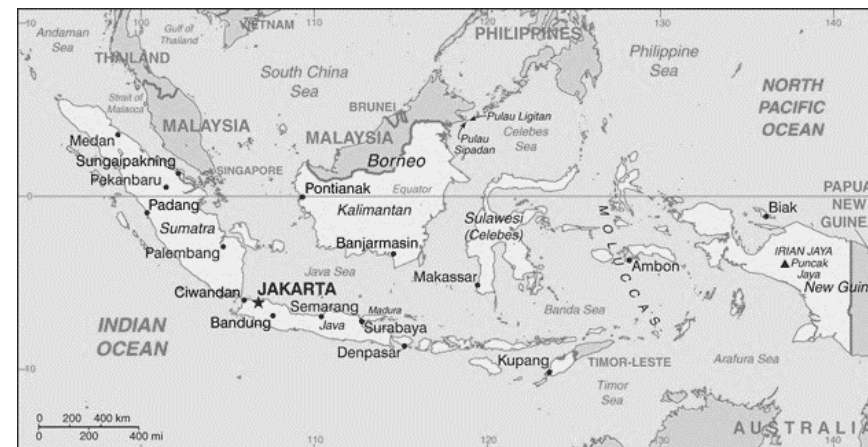 10
100
110
120
130
140
Andaman
Sea
Gulf of
Thailand
VIETNAM
THAILAND
PHILIPPINES
Philippine
Sea
South China
Sea
NORTH
PACIFIC
OCEAN
Strait of
Malacca
MALAYSIA
BRUNEI
MALAYSIA
Pulau Ligitan
Pulau
Sipadan
Celebes
Sea
Medan
Sungaipakning
SINGAPORE
Pekanbaru
Borneo
0
Pontianak
Equator
PAPUA
NEW
GUINE
Padang
Sumatra
Kalimantan
Sulawesi
(Celebes)
MOLUCCAS
Biak
Palembang
Banjarmasin
IRIAN JAYA
Puncak
Jaya
New Guin
Ambon
Java Sea
Makassar
Ciwandan
JAKARTA
Semarang
Madura
Banda Sea
Bandung
Java
Surabaya
INDIAN
OCEAN
Denpasar
Kupang
TIMOR-LESTE
Arafura Sea
10
Timor
Sea
0 200 400 km
0 200 400 mi
110
120
130
AUSTRALIA
140